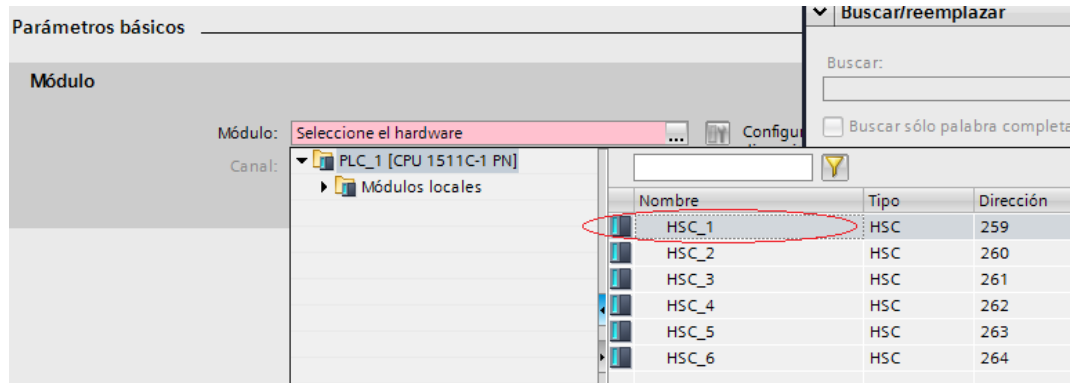 Parámetros básicos
Buscar/reemplazar
Módulo
Buscar:
Buscar sólo palabra completa
Módulo: Seleccione el hardware ... Configur
Canal: PLC_1 [CPU 1511C-1 PN]
Módulos locales
Nombre Tipo Dirección
HSC_1 HSC 259
HSC_2 HSC 260
HSC_3 HSC 261
HSC_4 HSC 262
HSC_5 HSC 263
HSC_6 HSC 264